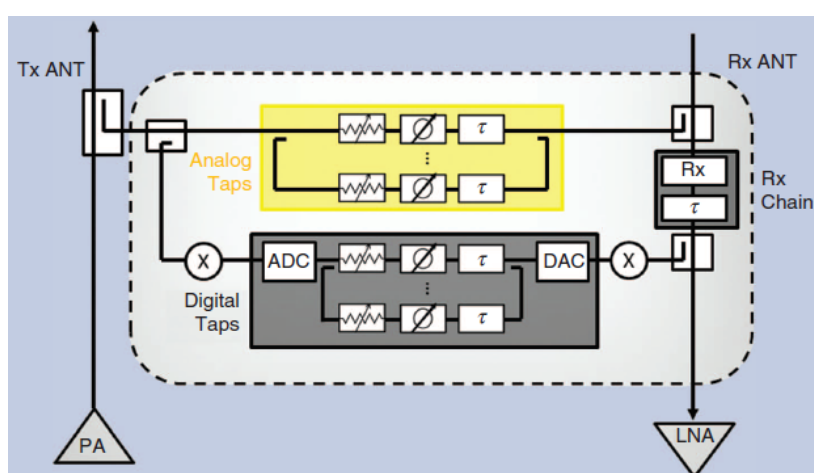 Tx ANT
Rx ANT
Analog
Taps
τ
⋮
τ
Rx
τ
Rx
Chain
X
ADC
τ
DAC
X
Digital
Taps
⋮
τ
PA
LNA